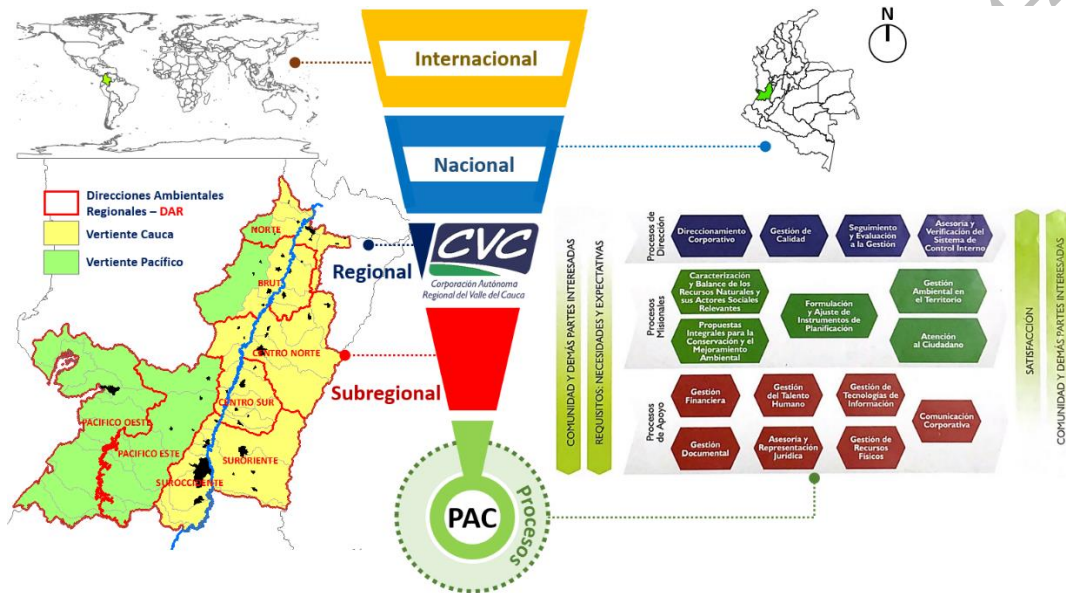 Internacional
N
Nacional
Direcciones Ambientales
Regionales – DAR
Vertiente Cauca
Vertiente Pacífico
Regional
CVC
Corporación Autónoma
Regional del Valle del Cauca
Subregional
NORTE
BRUT
CENTRO NORTE
CENTRO SUR
PACIFICO OESTE
PACIFICO ESTE
SURORIENTE
SUROCCIDENTE
PAC
Procesos
COMUNIDAD Y DEMÁS PARTES INTERESADAS
REQUISITOS: NECESIDADES Y EXPECTATIVAS
Procesos de
Dirección
Direccionamiento
Corporativo
Gestión de
Calidad
Seguimiento
y Evaluación
a la Gestión
Asesoría y
Verificación del
Sistema de
Control Interno
Procesos
Misionales
Caracterización
y Balance de los
Recursos Naturales y
sus Actores Sociales
Relevantes
Propuestas
Integrales para la
Conservación y el
Mejoramiento
Ambiental
Formulación
y Ajuste de
Instrumentos de
Planificación
Gestión
Ambiental en
el Territorio
Atención
al Ciudadano
Procesos
de Apoyo
Gestión
Financiera
Gestión
del Talento
Humano
Gestión de
Tecnologías de
Información
Comunicación
Corporativa
Gestión
Documental
Asesoría y
Representación
Jurídica
Gestión de
Recursos
Físicos
SATISFACCION
COMUNIDAD Y DEMÁS PARTES INTERESADAS